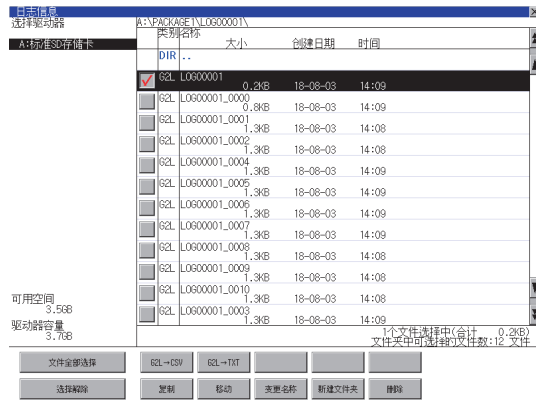 日志信息
选择驱动器 A:\PACKAGE1\LOG00001\
A:标准SD存储卡
类别 名称 大小 创建日期 时间
DIR ..
G2L LOG00001 0.2KB 18-08-03 14:09
G2L LOG00001_0000 0.8KB 18-08-03 14:09
G2L LOG00001_0001 1.3KB 18-08-03 14:08
G2L LOG00001_0002 1.3KB 18-08-03 14:08
G2L LOG00001_0004 1.3KB 18-08-03 14:09
G2L LOG00001_0005 1.3KB 18-08-03 14:09
G2L LOG00001_0006 1.3KB 18-08-03 14:09
G2L LOG00001_0007 1.3KB 18-08-03 14:09
G2L LOG00001_0008 1.3KB 18-08-03 14:08
G2L LOG00001_0009 1.3KB 18-08-03 14:08
G2L LOG00001_0010 1.3KB 18-08-03 14:08
G2L LOG00001_0003 1.3KB 18-08-03 14:09
可用空间
3.5GB
驱动器容量
3.7GB
1个文件选择中(合计 0.2KB)
文件夹中可选择的文件数:12 文件
文件全部选择 G2L→CSV G2L→TXT
选择解除 复制 移动 变更名称 新建文件夹 删除